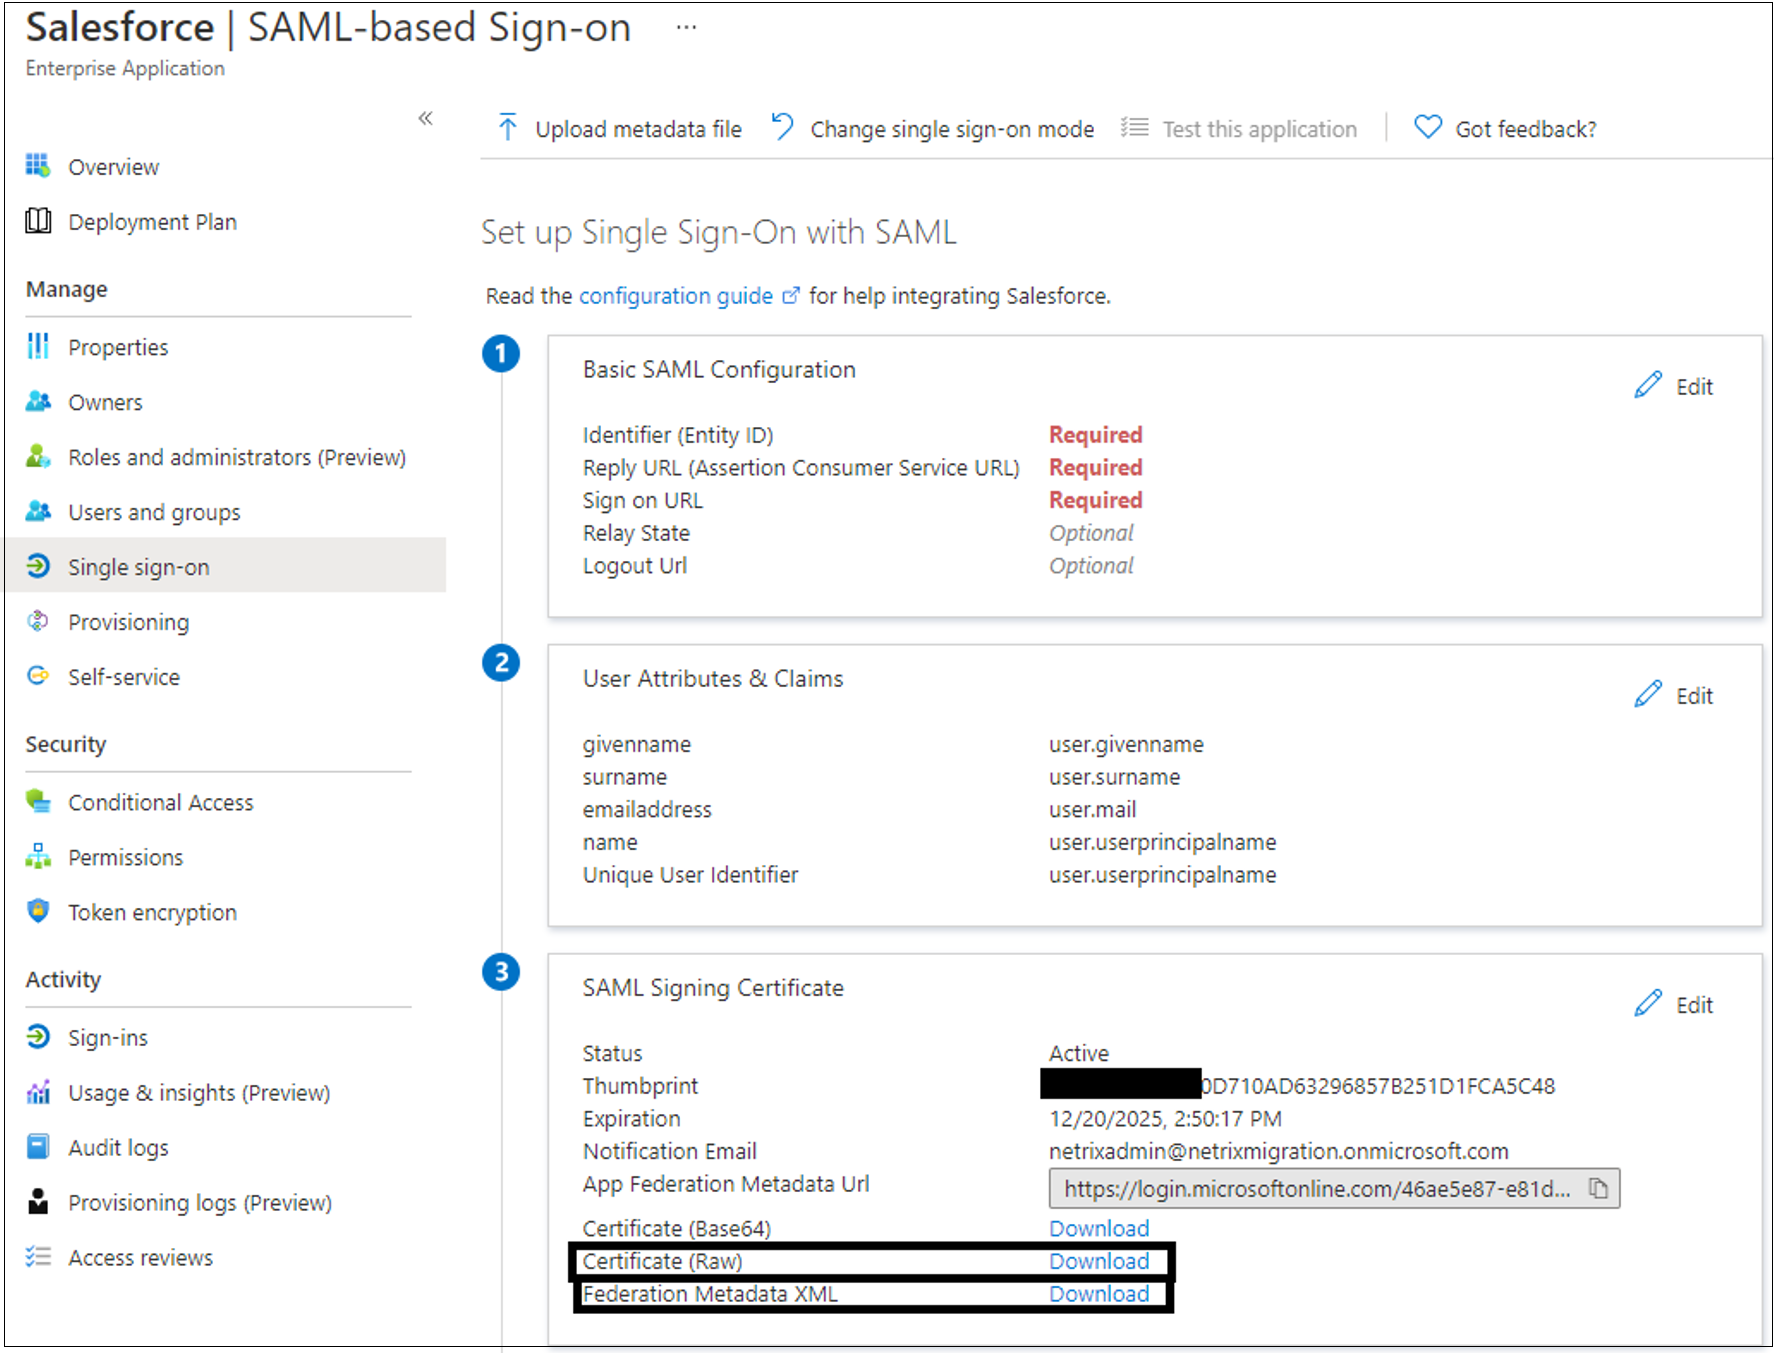 Salesforce | SAML-based Sign-on ...
Enterprise Application
«
Upload metadata file
Change single sign-on mode
Test this application
Got feedback?
Overview
Deployment Plan
Manage
Properties
Owners
Roles and administrators (Preview)
Users and groups
Single sign-on
Provisioning
Self-service
Security
Conditional Access
Permissions
Token encryption
Activity
Sign-ins
Usage & insights (Preview)
Audit logs
Provisioning logs (Preview)
Access reviews
Set up Single Sign-On with SAML
Read the configuration guide for help integrating Salesforce.
1
Basic SAML Configuration
Edit
Identifier (Entity ID) Required
Reply URL (Assertion Consumer Service URL) Required
Sign on URL Required
Relay State Optional
Logout Url Optional
2
User Attributes & Claims
Edit
givenname user.givenname
surname user.surname
emailaddress user.mail
name user.userprincipalname
Unique User Identifier user.userprincipalname
3
SAML Signing Certificate
Edit
Status Active
Thumbprint 0D710AD63296857B251D1FCA5C48
Expiration 12/20/2025, 2:50:17 PM
Notification Email netrixadmin@netrixmigration.onmicrosoft.com
App Federation Metadata Url https://login.microsoftonline.com/46ae5e87-e81d...
Certificate (Base64) Download
Certificate (Raw) Download
Federation Metadata XML Download